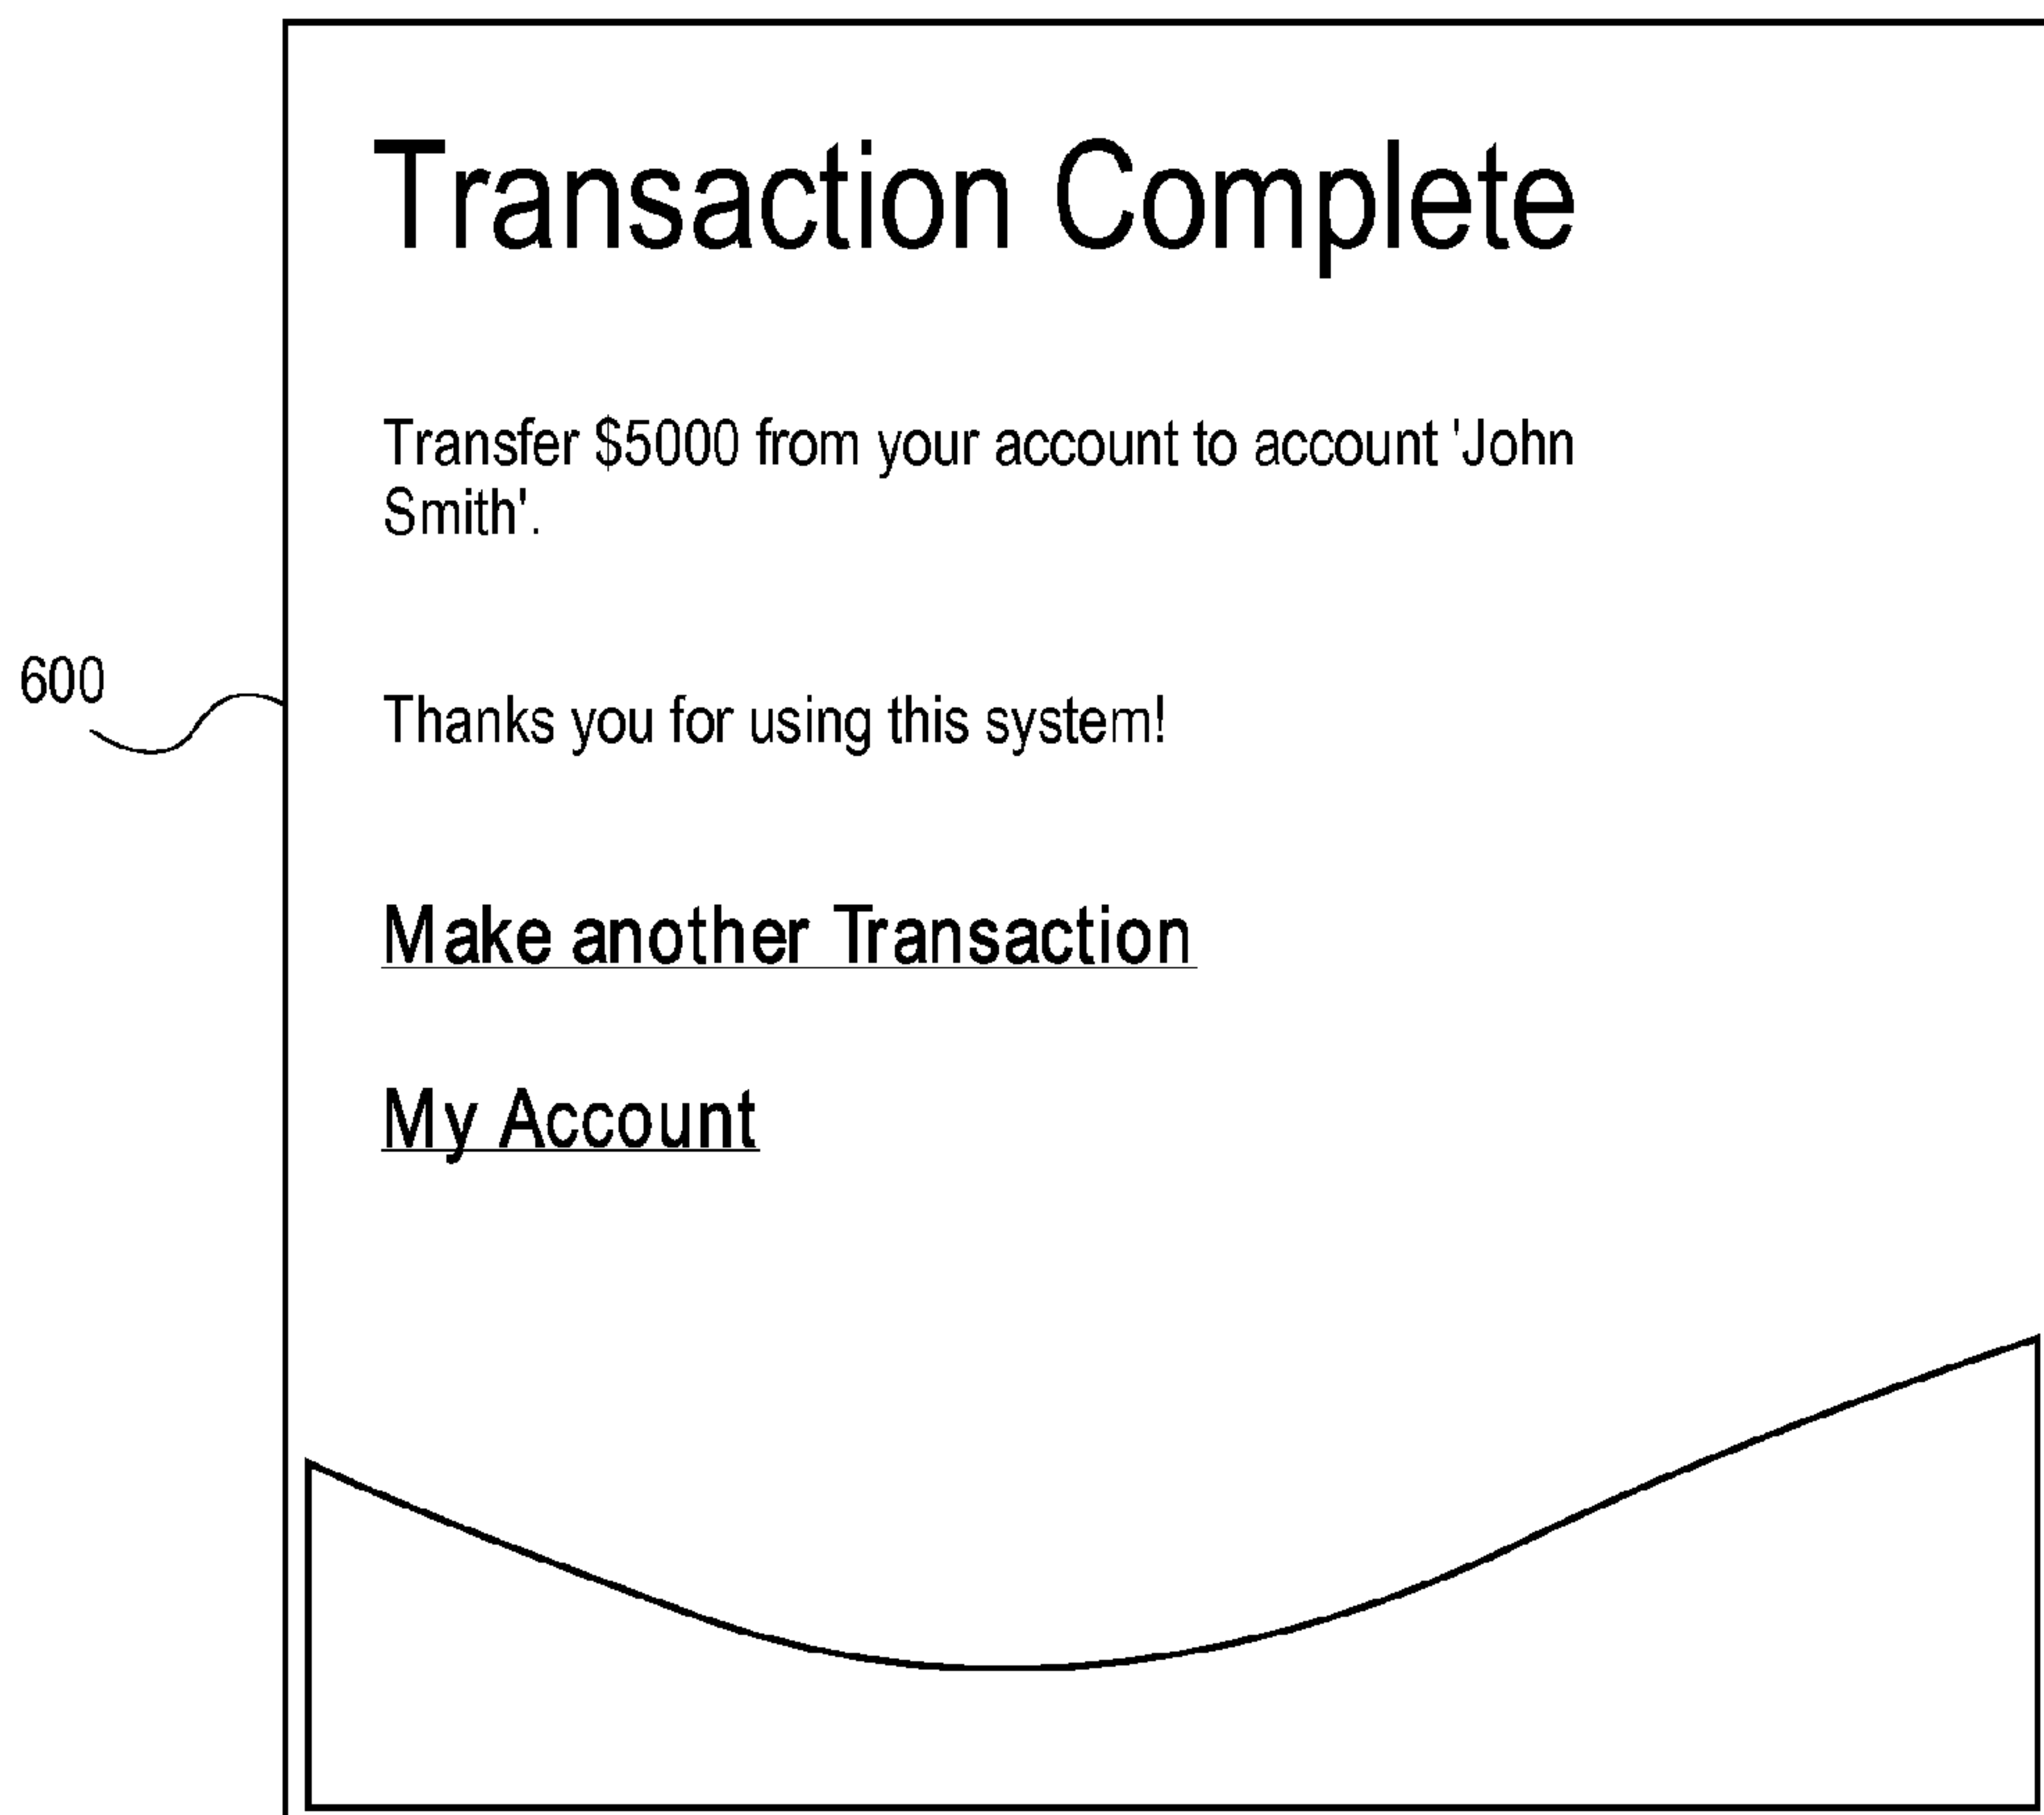 Transaction Complete
Transfer $5000 from your account to account 'John
Smith'.
600
Thanks you for using this system!
Make another Transaction
My Account